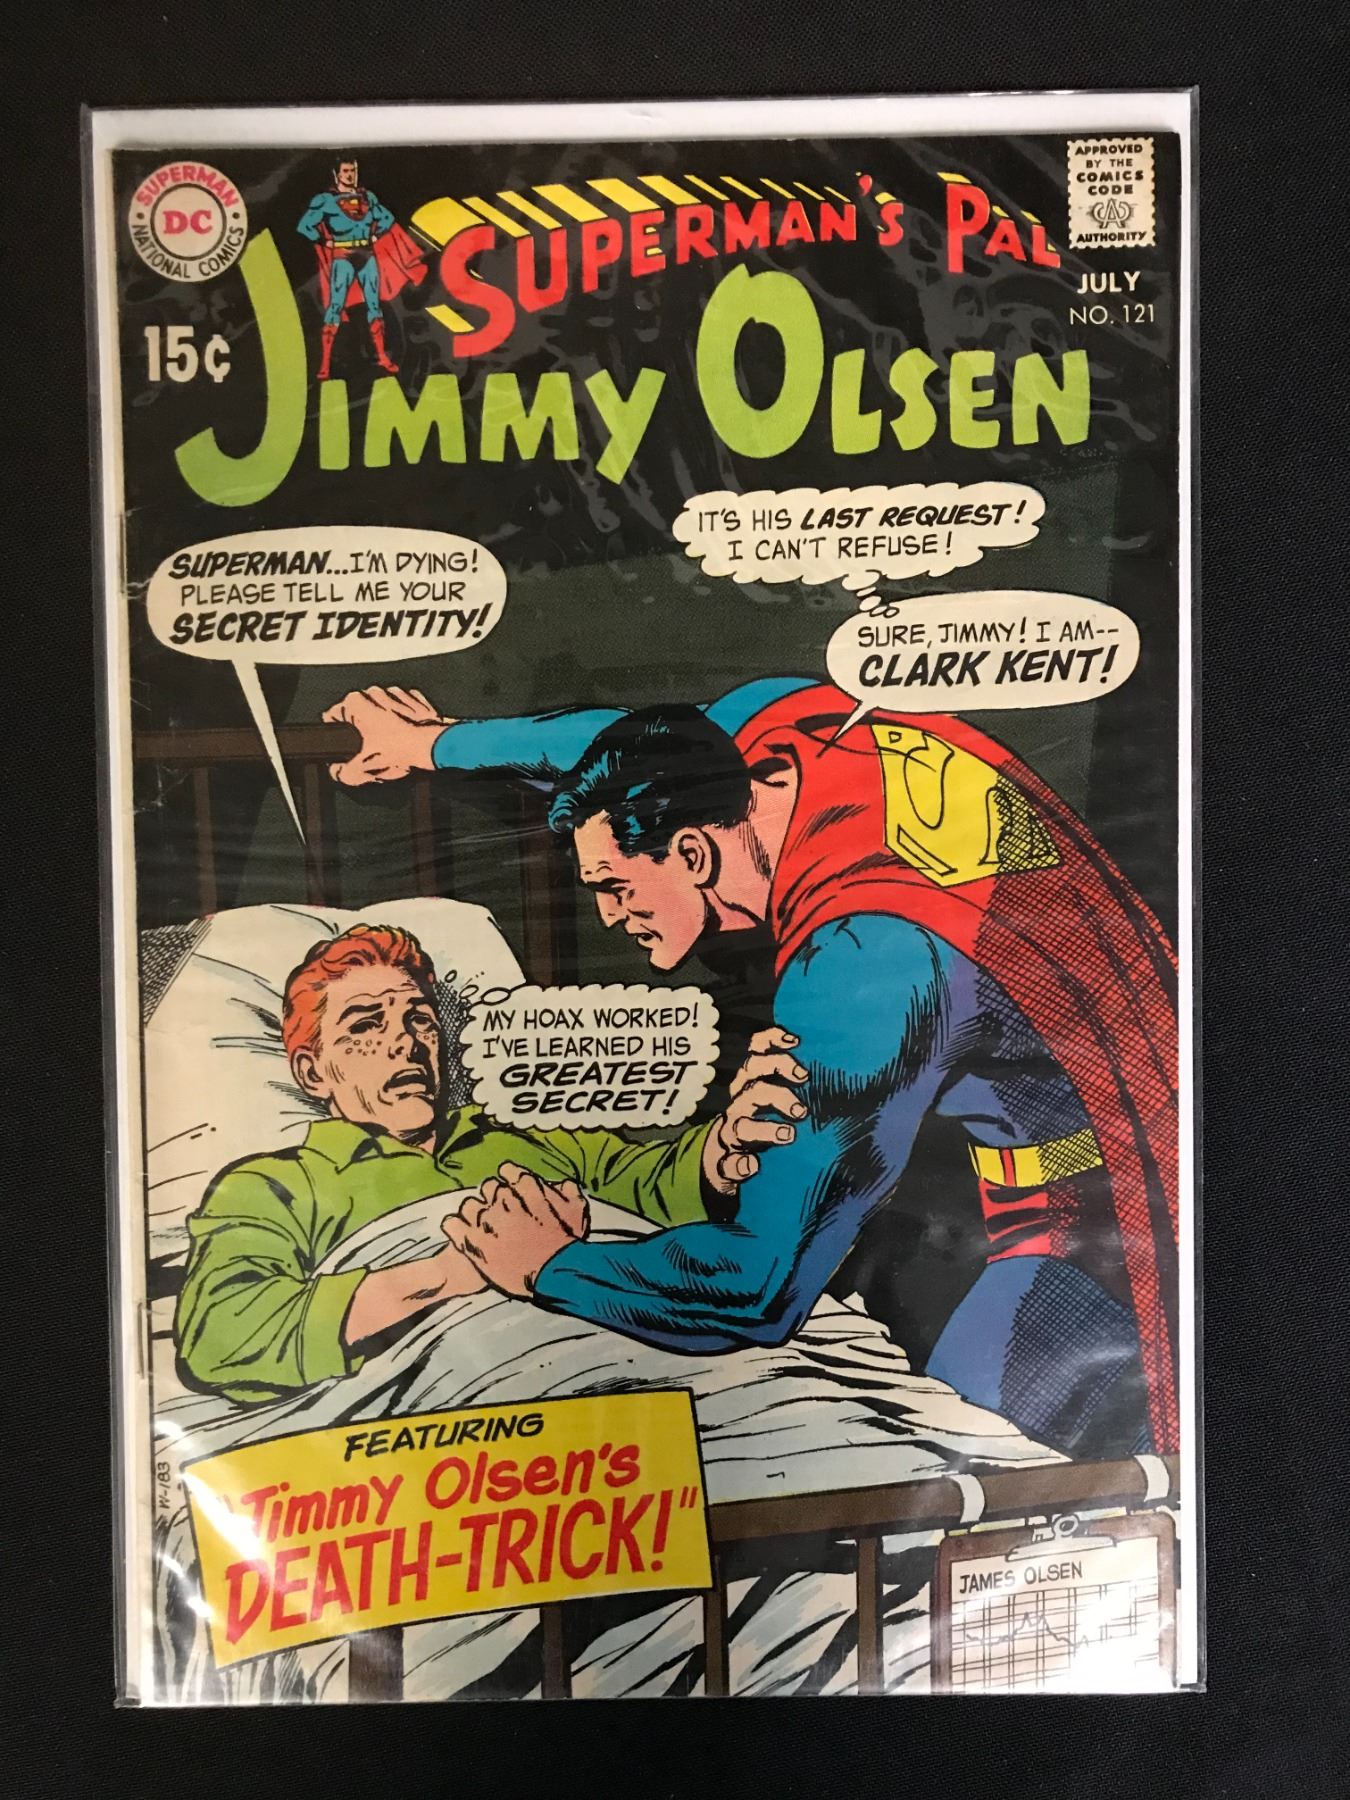 SUPERMAN
DC
NATIONAL COMICS
SUPERMAN'S PAL
JIMMY OLSEN
APPROVED
BY THE
COMICS
CODE
CA
AUTHORITY
JULY
NO. 121
15¢
SUPERMAN...I'M DYING!
PLEASE TELL ME YOUR
SECRET IDENTITY!
IT'S HIS LAST REQUEST!
I CAN'T REFUSE!
SURE, JIMMY! I AM--
CLARK KENT!
S
MY HOAX WORKED!
I'VE LEARNED HIS
GREATEST
SECRET!
FEATURING
"Jimmy Olsen's
DEATH-TRICK!"
W-183
JAMES OLSEN